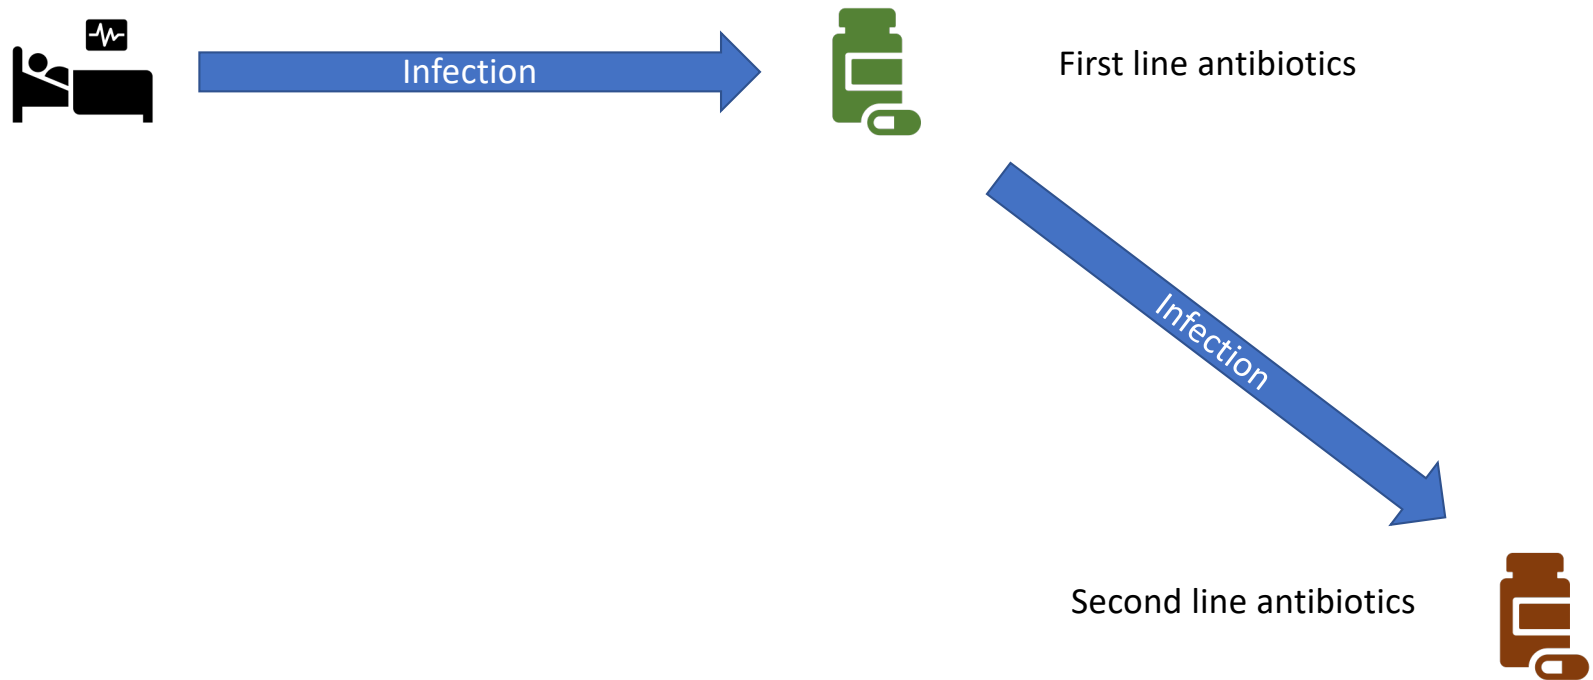 Infection
First line antibiotics
Infection
Second line antibiotics